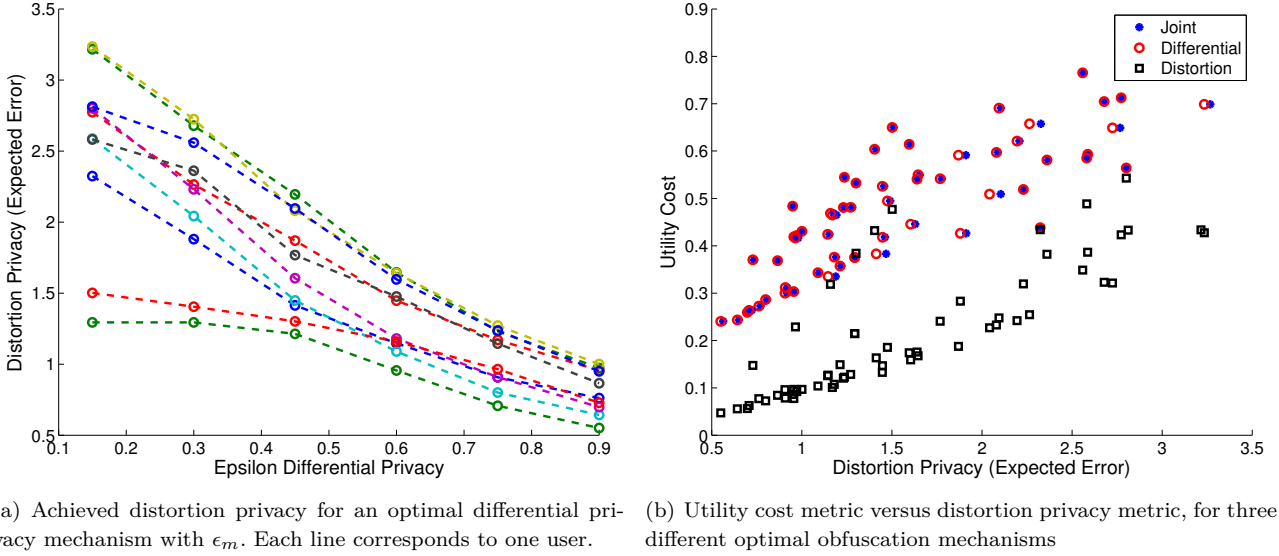 3.5
3
2.5
2
1.5
1
0.5
Distortion Privacy (Expected Error)
0.1 0.2 0.3 0.4 0.5 0.6 0.7 0.8 0.9
Epsilon Differential Privacy
0.9
0.8
0.7
0.6
0.5
0.4
0.3
0.2
0.1
0
Utility Cost
Joint
Differential
Distortion
0.5 1 1.5 2 2.5 3 3.5
Distortion Privacy (Expected Error)
a) Achieved distortion privacy for an optimal differential pri-
vacy mechanism with ϵm. Each line corresponds to one user.
(b) Utility cost metric versus distortion privacy metric, for three
different optimal obfuscation mechanisms